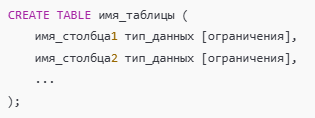 CREATE TABLE имя_таблицы (
    имя_столбца1 тип_данных [ограничения],
    имя_столбца2 тип_данных [ограничения],
    ...
);